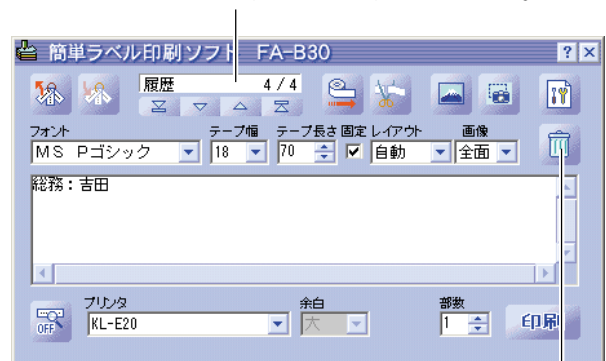 簡単ラベル印刷ソフト FA-B30
履歴 4/4
フォント テープ幅 テープ長さ 固定 レイアウト 画像
MS Pゴシック 18 70 自動 全面
総務：吉田
プリンタ 余白 部数
OFF KL-E20 大 1 印刷